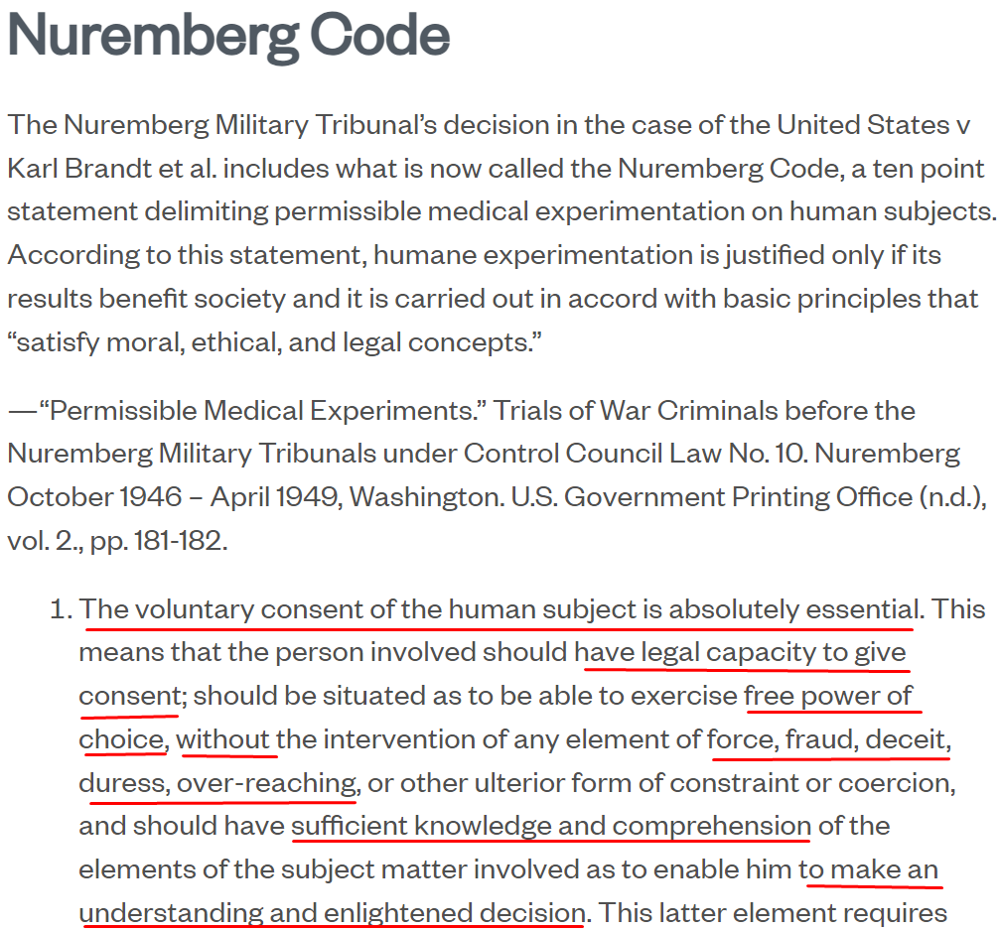 Nuremberg Code
The Nuremberg Military Tribunal’s decision in the case of the United States v
Karl Brandt et al. includes what is now called the Nuremberg Code, a ten point
statement delimiting permissible medical experimentation on human subjects.
According to this statement, humane experimentation is justified only if its
results benefit society and it is carried out in accord with basic principles that
“satisfy moral, ethical, and legal concepts.”
—“Permissible Medical Experiments.” Trials of War Criminals before the
Nuremberg Military Tribunals under Control Council Law No. 10. Nuremberg
October 1946 – April 1949, Washington. U.S. Government Printing Office (n.d.),
vol. 2., pp. 181-182.
1. The voluntary consent of the human subject is absolutely essential. This
means that the person involved should have legal capacity to give
consent; should be situated as to be able to exercise free power of
choice, without the intervention of any element of force, fraud, deceit,
duress, over-reaching, or other ulterior form of constraint or coercion,
and should have sufficient knowledge and comprehension of the
elements of the subject matter involved as to enable him to make an
understanding and enlightened decision. This latter element requires